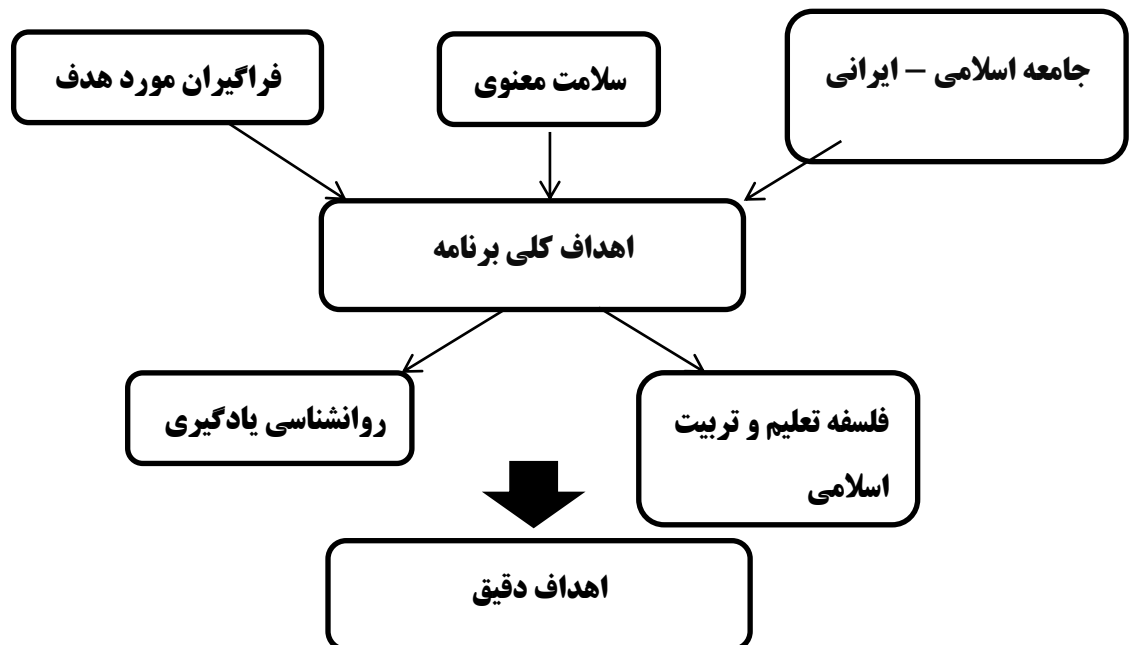 جامعه اسلامی – ایرانی
سلامت معنوی
فراگیران مورد هدف
اهداف کلی برنامه
فلسفه تعلیم و تربیت
اسلامی
روانشناسی یادگیری
اهداف دقیق